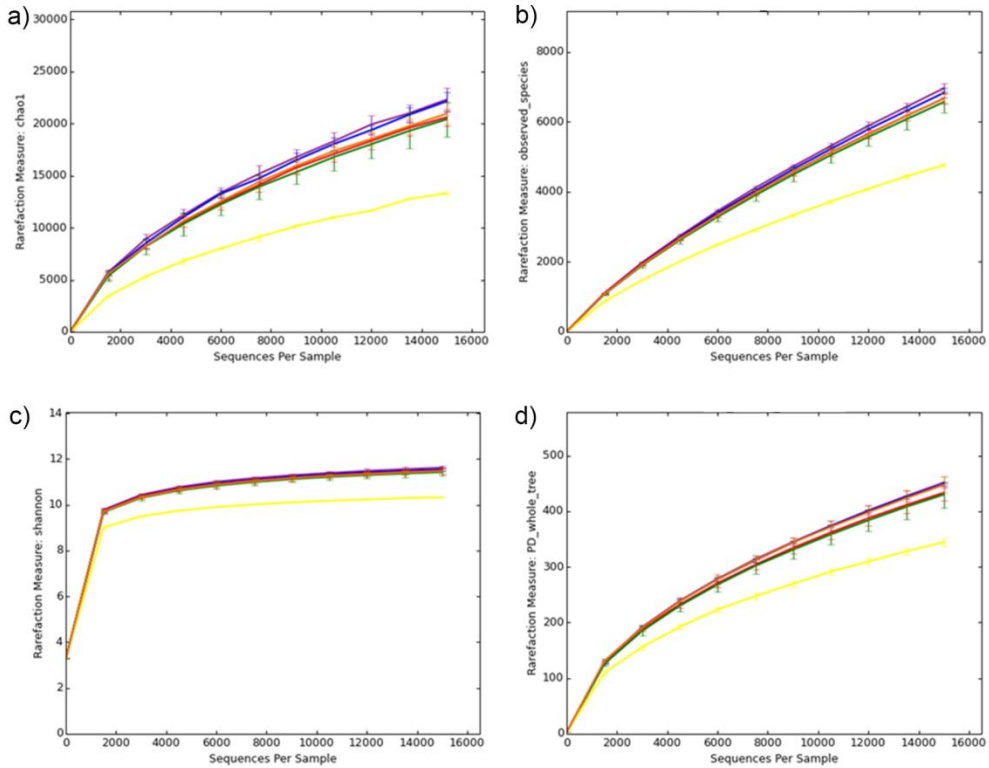 a)
Rarefaction Measure: chao1
30000
25000
20000
15000
10000
5000
0
0 2000 4000 6000 8000 10000 12000 14000 16000
Sequences Per Sample
b)
Rarefaction Measure: observed_species
8000
6000
4000
2000
0
0 2000 4000 6000 8000 10000 12000 14000 16000
Sequences Per Sample
c)
Rarefaction Measure: shannon
14
12
10
8
6
4
2
0
0 2000 4000 6000 8000 10000 12000 14000 16000
Sequences Per Sample
d)
Rarefaction Measure: PD_whole_tree
500
400
300
200
100
0
0 2000 4000 6000 8000 10000 12000 14000 16000
Sequences Per Sample